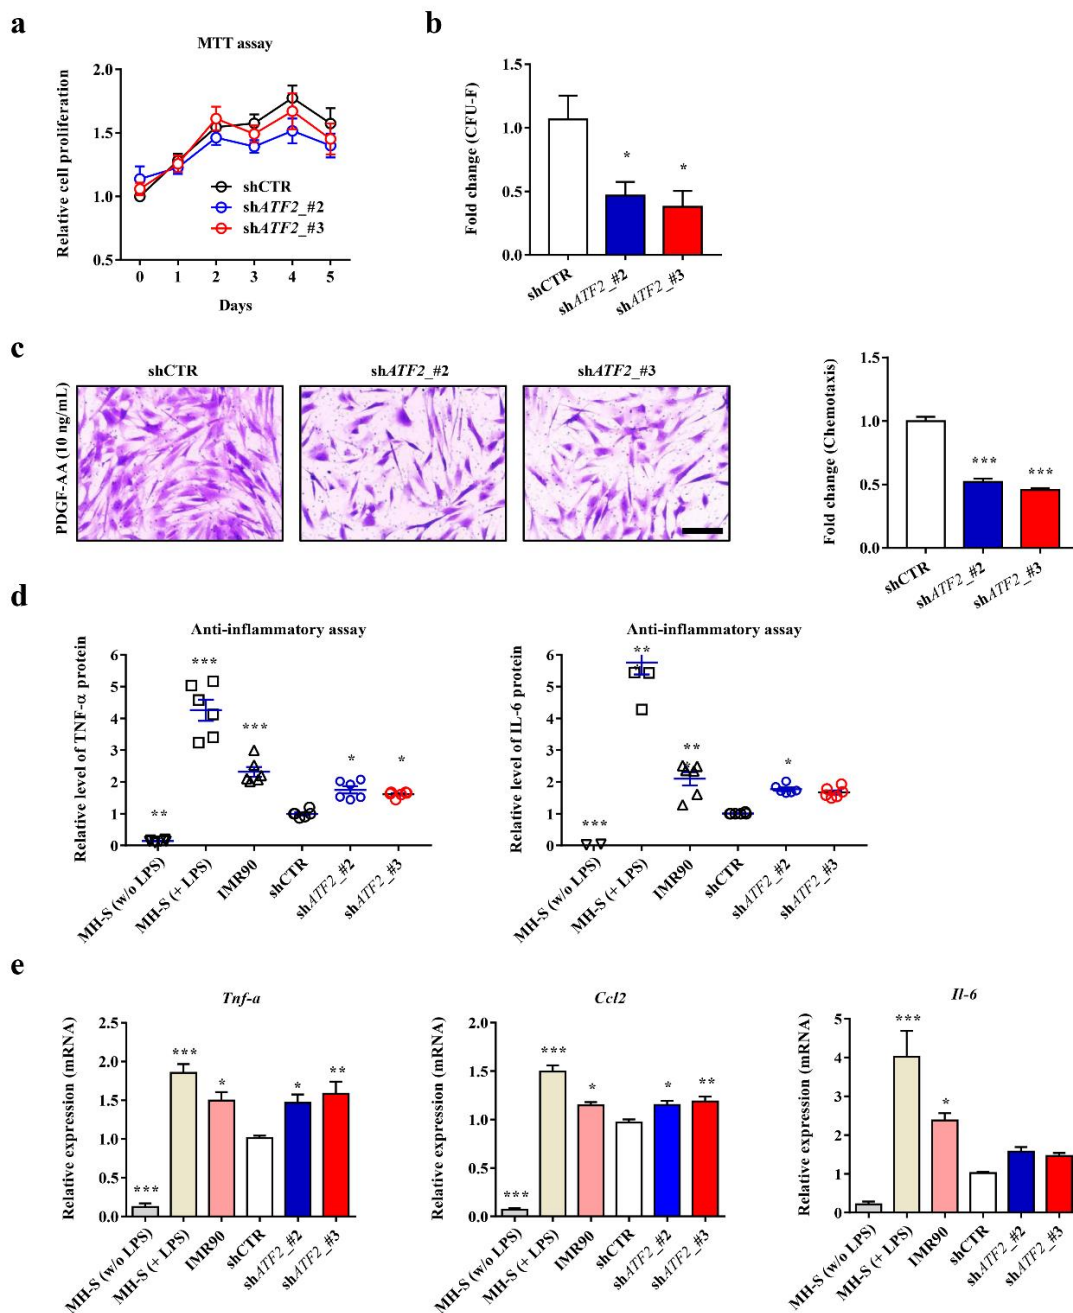 a
MTT assay
Relative cell proliferation
2.0
1.5
1.0
0.5
shCTR
shATF2_#2
shATF2_#3
0 1 2 3 4 5
Days
b
Fold change (CFU-F)
1.5
1.0
0.5
0.0
* *
shCTR shATF2_#2 shATF2_#3
c
shCTR shATF2_#2 shATF2_#3
PDGF-AA (10 ng/mL)
Fold change (Chemotaxis)
1.5
1.0
0.5
0.0
*** ***
shCTR shATF2_#2 shATF2_#3
d
Anti-inflammatory assay
Relative level of TNF-α protein
6
5
4
3
2
1
0
** *** *** * *
MH-S (w/o LPS) MH-S (+ LPS) IMR90 shCTR shATF2_#2 shATF2_#3
Anti-inflammatory assay
Relative level of IL-6 protein
6
5
4
3
2
1
0
*** ** ** *
MH-S (w/o LPS) MH-S (+ LPS) IMR90 shCTR shATF2_#2 shATF2_#3
e
Tnf-a
Relative expression (mRNA)
2.5
2.0
1.5
1.0
0.5
0.0
*** *** * * **
MH-S (w/o LPS) MH-S (+ LPS) IMR90 shCTR shATF2_#2 shATF2_#3
Ccl2
Relative expression (mRNA)
2.0
1.5
1.0
0.5
0.0
*** *** * * **
MH-S (w/o LPS) MH-S (+ LPS) IMR90 shCTR shATF2_#2 shATF2_#3
Il-6
Relative expression (mRNA)
5
4
3
2
1
0
*** *
MH-S (w/o LPS) MH-S (+ LPS) IMR90 shCTR shATF2_#2 shATF2_#3